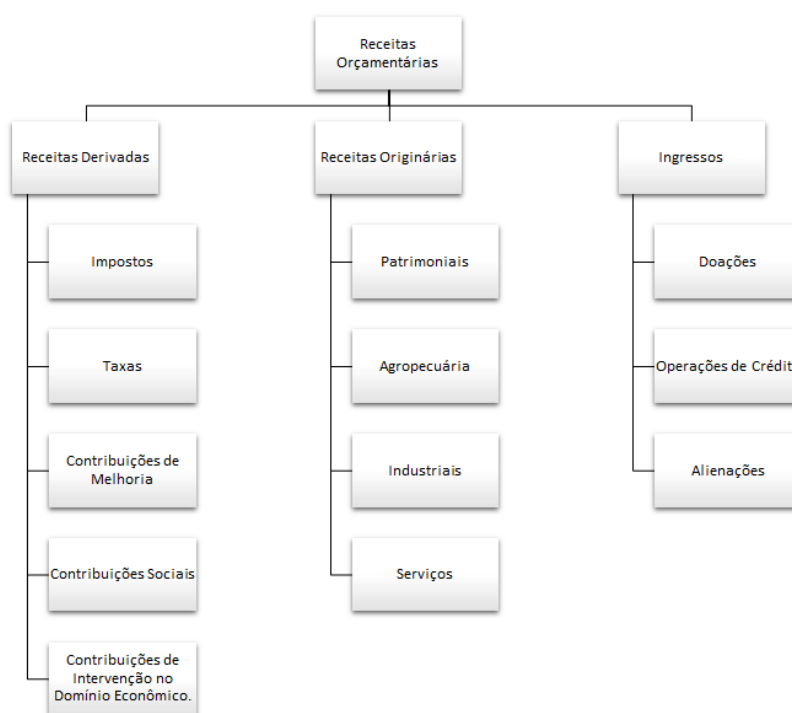 Receitas
Orçamentárias
Receitas Derivadas
Receitas Originárias
Ingressos
Impostos
Patrimoniais
Doações
Taxas
Agropecuária
Operações de Crédit
Contribuições de
Melhoria
Industriais
Alienações
Contribuições Sociais
Serviços
Contribuições de
Intervenção no
Domínio Econômico.